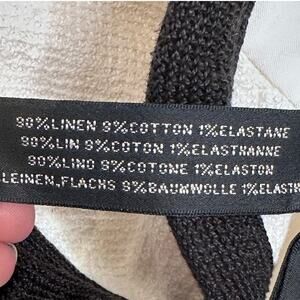 90%LINEN 9%COTTON 1%ELASTANE
90%LIN 9%COTON 1%ELASTHANNE
90%LINO 9%COTONE 1%ELASTON
LEINEN,FLACHS 9%BAUMWOLLE 1%ELASTH